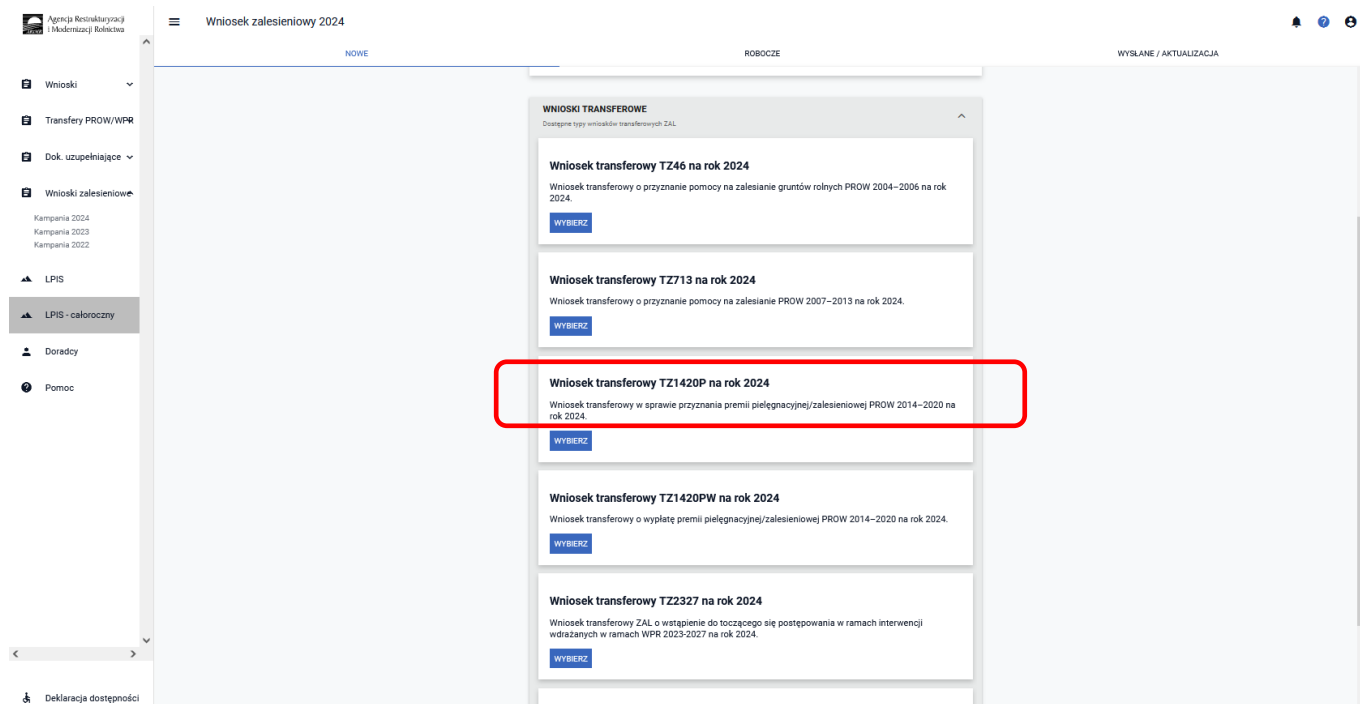 Agencja Restrukturyzacji
i Modernizacji Rolnictwa
Wniosek zalesieniowy 2024
NOWE
ROBOCZE
WYSŁANE / AKTUALIZACJA
Wnioski
Transfery PROW/WPR
Dok. uzupełniające
Wnioski zalesieniowe
Kampania 2024
Kampania 2023
Kampania 2022
LPIS
LPIS - całoroczny
Doradcy
Pomoc
Deklaracja dostępności
WNIOSKI TRANSFEROWE
Dostępne typy wniosków transferowych ZAL
Wniosek transferowy TZ46 na rok 2024
Wniosek transferowy o przyznanie pomocy na zalesianie gruntów rolnych PROW 2004–2006 na rok
2024.
WYBIERZ
Wniosek transferowy TZ713 na rok 2024
Wniosek transferowy o przyznanie pomocy na zalesianie PROW 2007–2013 na rok 2024.
WYBIERZ
Wniosek transferowy TZ1420P na rok 2024
Wniosek transferowy w sprawie przyznania premii pielęgnacyjnej/zalesieniowej PROW 2014–2020 na
rok 2024.
WYBIERZ
Wniosek transferowy TZ1420PW na rok 2024
Wniosek transferowy o wypłatę premii pielęgnacyjnej/zalesieniowej PROW 2014–2020 na rok 2024.
WYBIERZ
Wniosek transferowy TZ2327 na rok 2024
Wniosek transferowy ZAL o wstąpienie do toczącego się postępowania w ramach interwencji
wdrażanych w ramach WPR 2023-2027 na rok 2024.
WYBIERZ